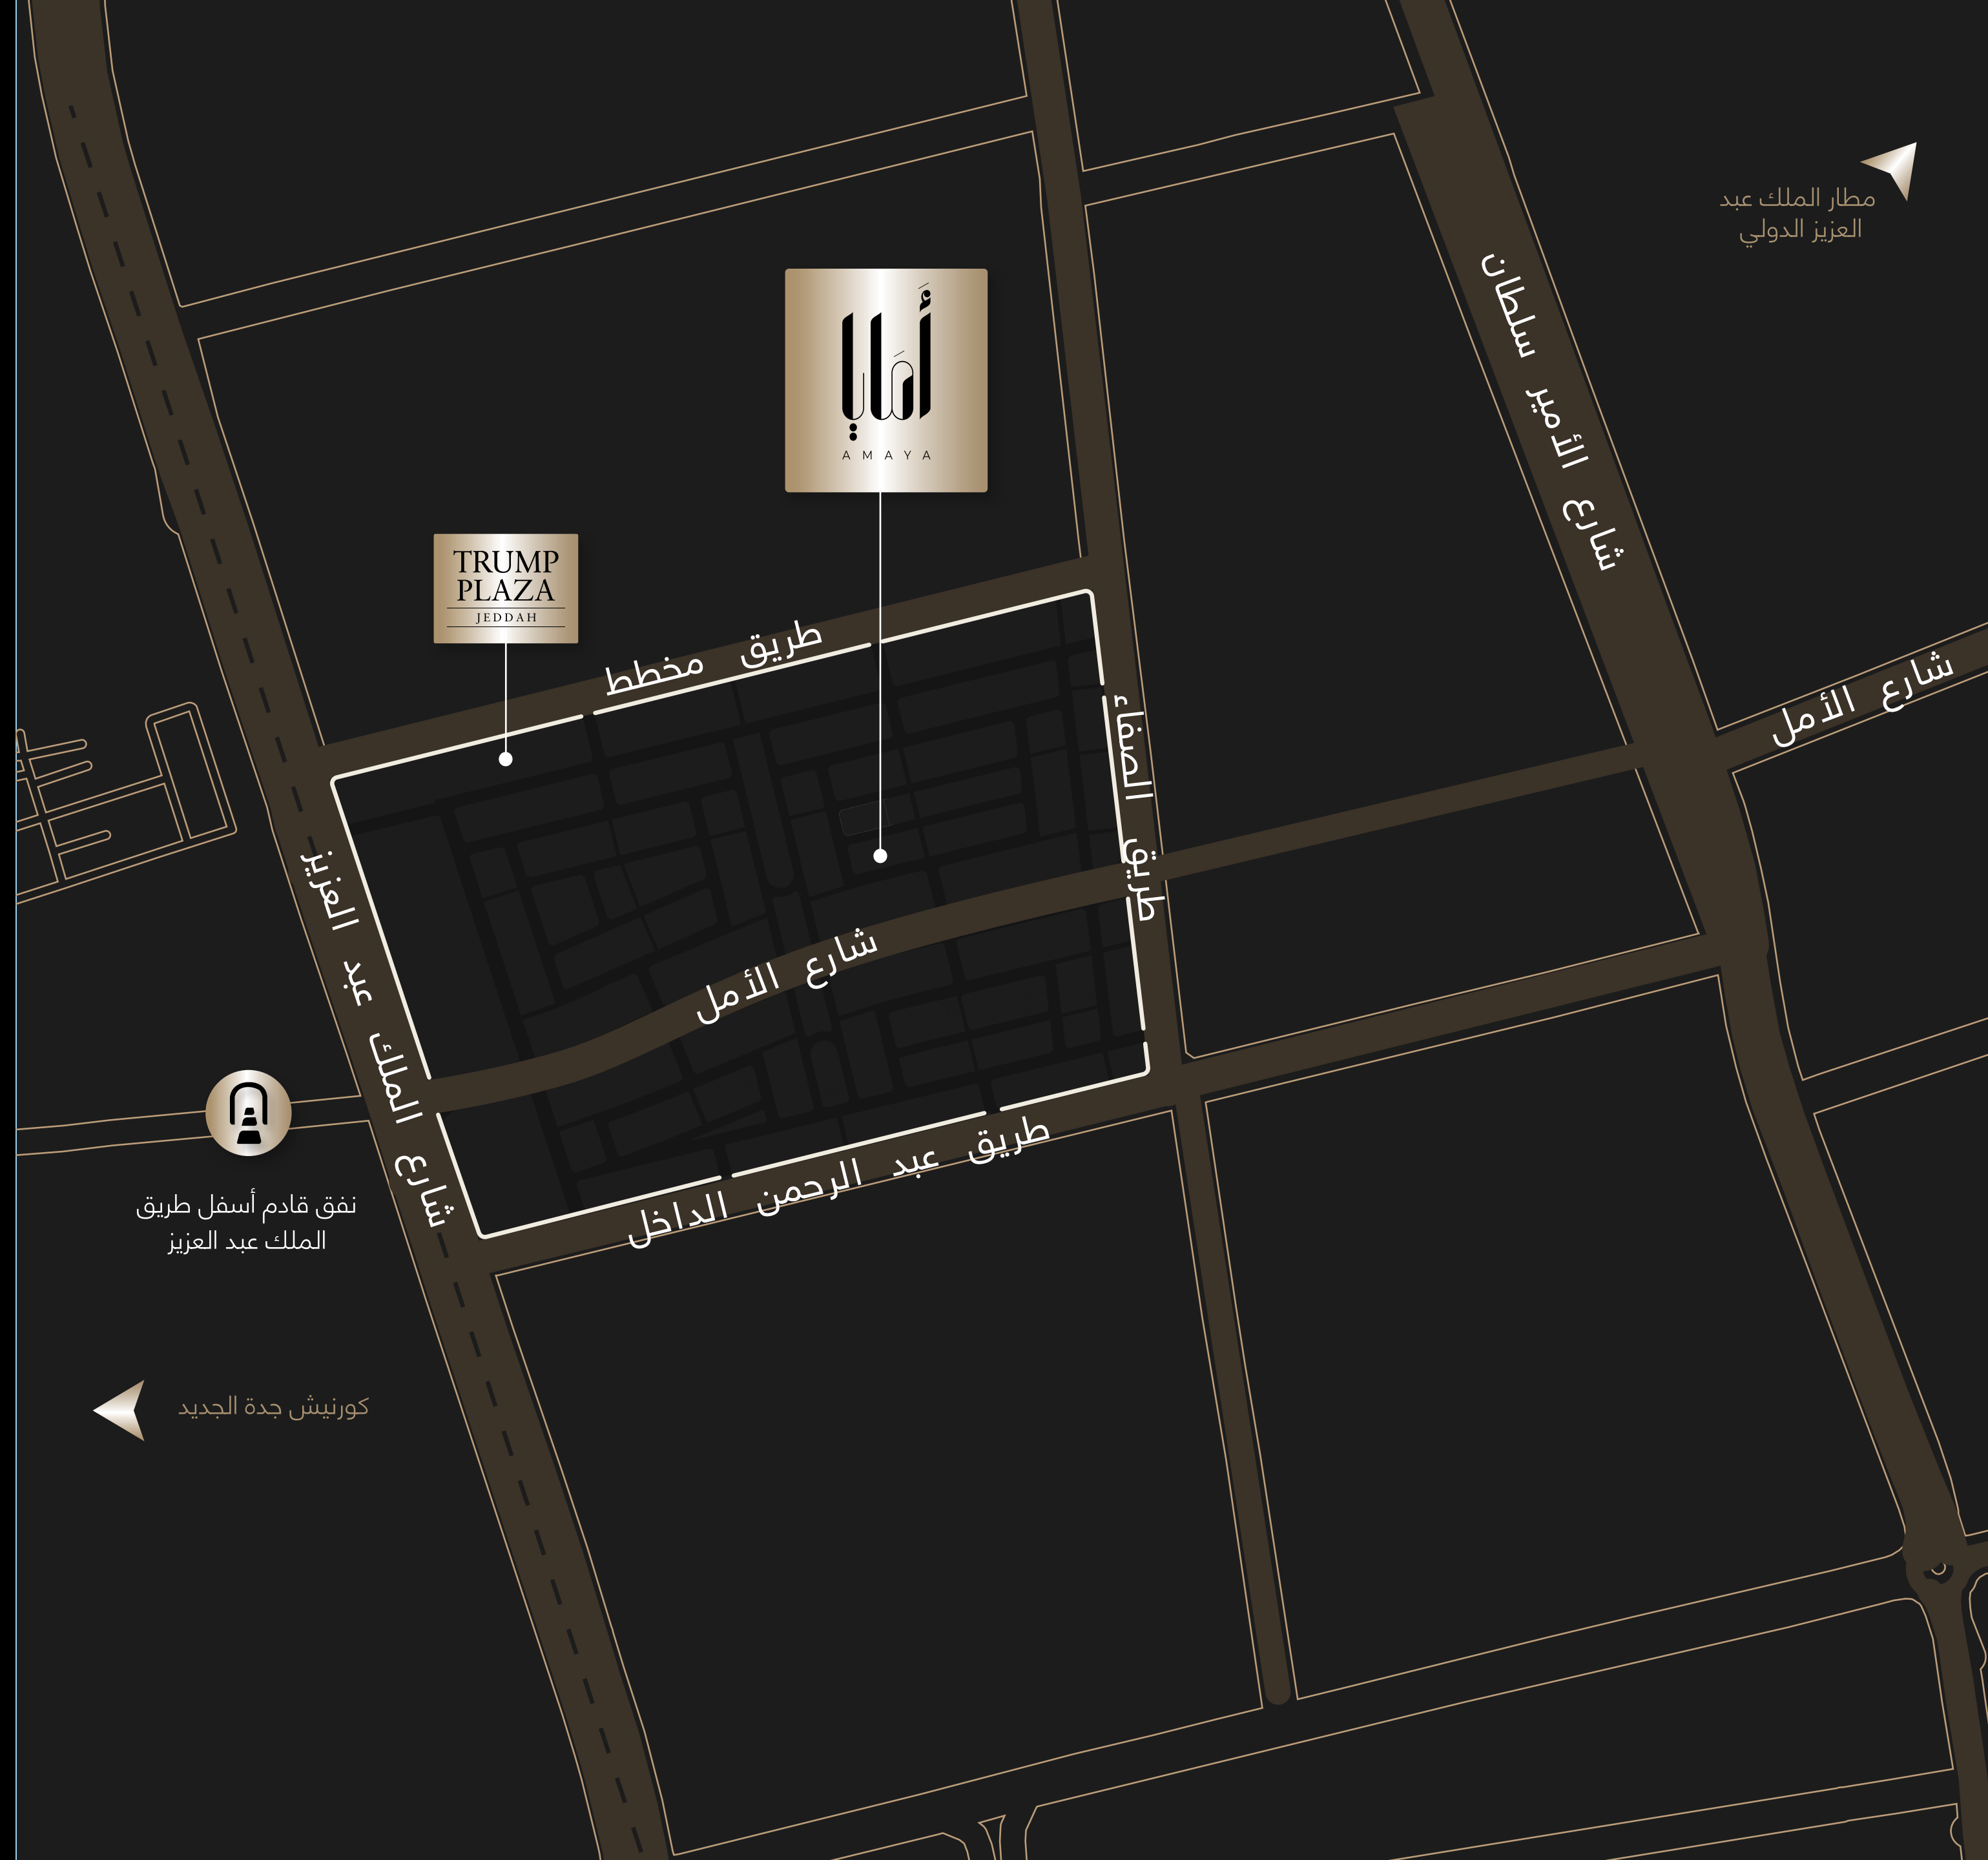 مطار الملك عبد
العزيز الدولي
شارع الأمير سلطان
أمايا
AMAYA
TRUMP
PLAZA
JEDDAH
طريق مخطط
شارع الأمل
طريق الصفاء
شارع الملك عبد العزيز
شارع الأمل
طريق عبد الرحمن الداخل
نفق قادم أسفل طريق
الملك عبد العزيز
كورنيش جدة الجديد